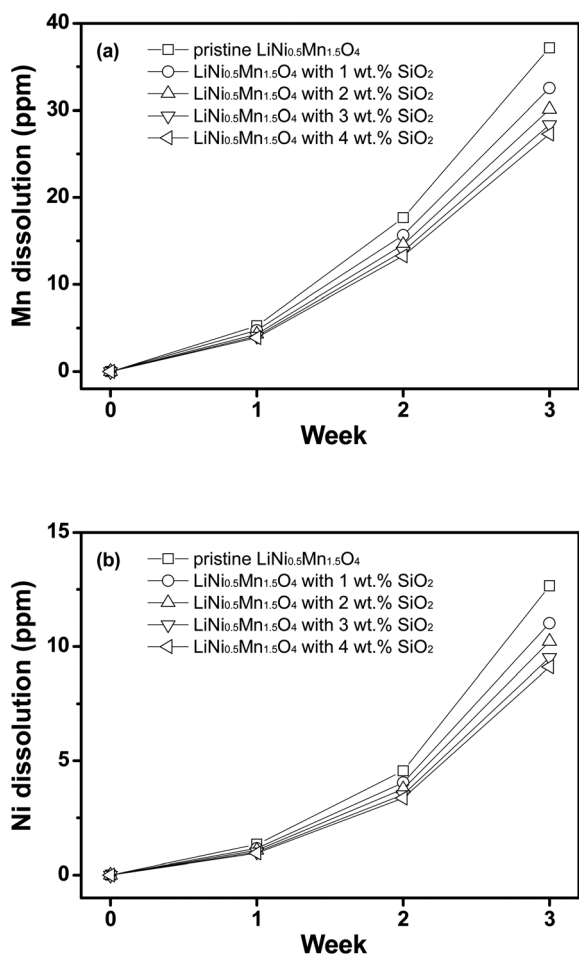 (a)
pristine LiNi₀.₅Mn₁.₅O₄
LiNi₀.₅Mn₁.₅O₄ with 1 wt.% SiO₂
LiNi₀.₅Mn₁.₅O₄ with 2 wt.% SiO₂
LiNi₀.₅Mn₁.₅O₄ with 3 wt.% SiO₂
LiNi₀.₅Mn₁.₅O₄ with 4 wt.% SiO₂
Mn dissolution (ppm)
40
30
20
10
0
0 1 2 3
Week
(b)
pristine LiNi₀.₅Mn₁.₅O₄
LiNi₀.₅Mn₁.₅O₄ with 1 wt.% SiO₂
LiNi₀.₅Mn₁.₅O₄ with 2 wt.% SiO₂
LiNi₀.₅Mn₁.₅O₄ with 3 wt.% SiO₂
LiNi₀.₅Mn₁.₅O₄ with 4 wt.% SiO₂
Ni dissolution (ppm)
15
10
5
0
0 1 2 3
Week